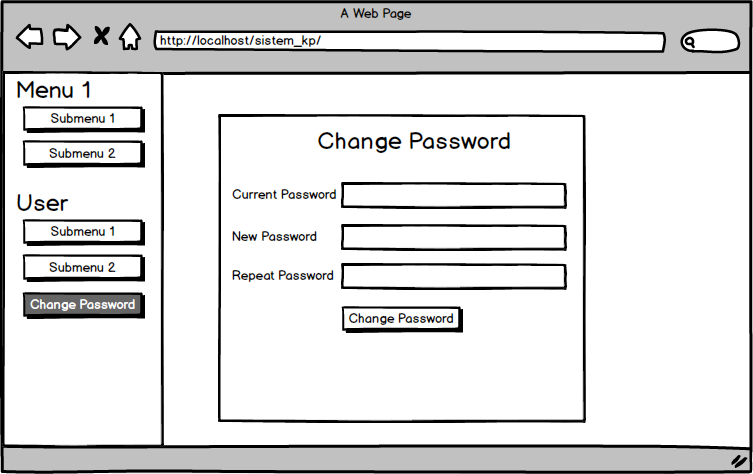 A Web Page
http://localhost/sistem_kp/
Menu 1
Submenu 1
Submenu 2
User
Submenu 1
Submenu 2
Change Password
Change Password
Current Password
New Password
Repeat Password
Change Password